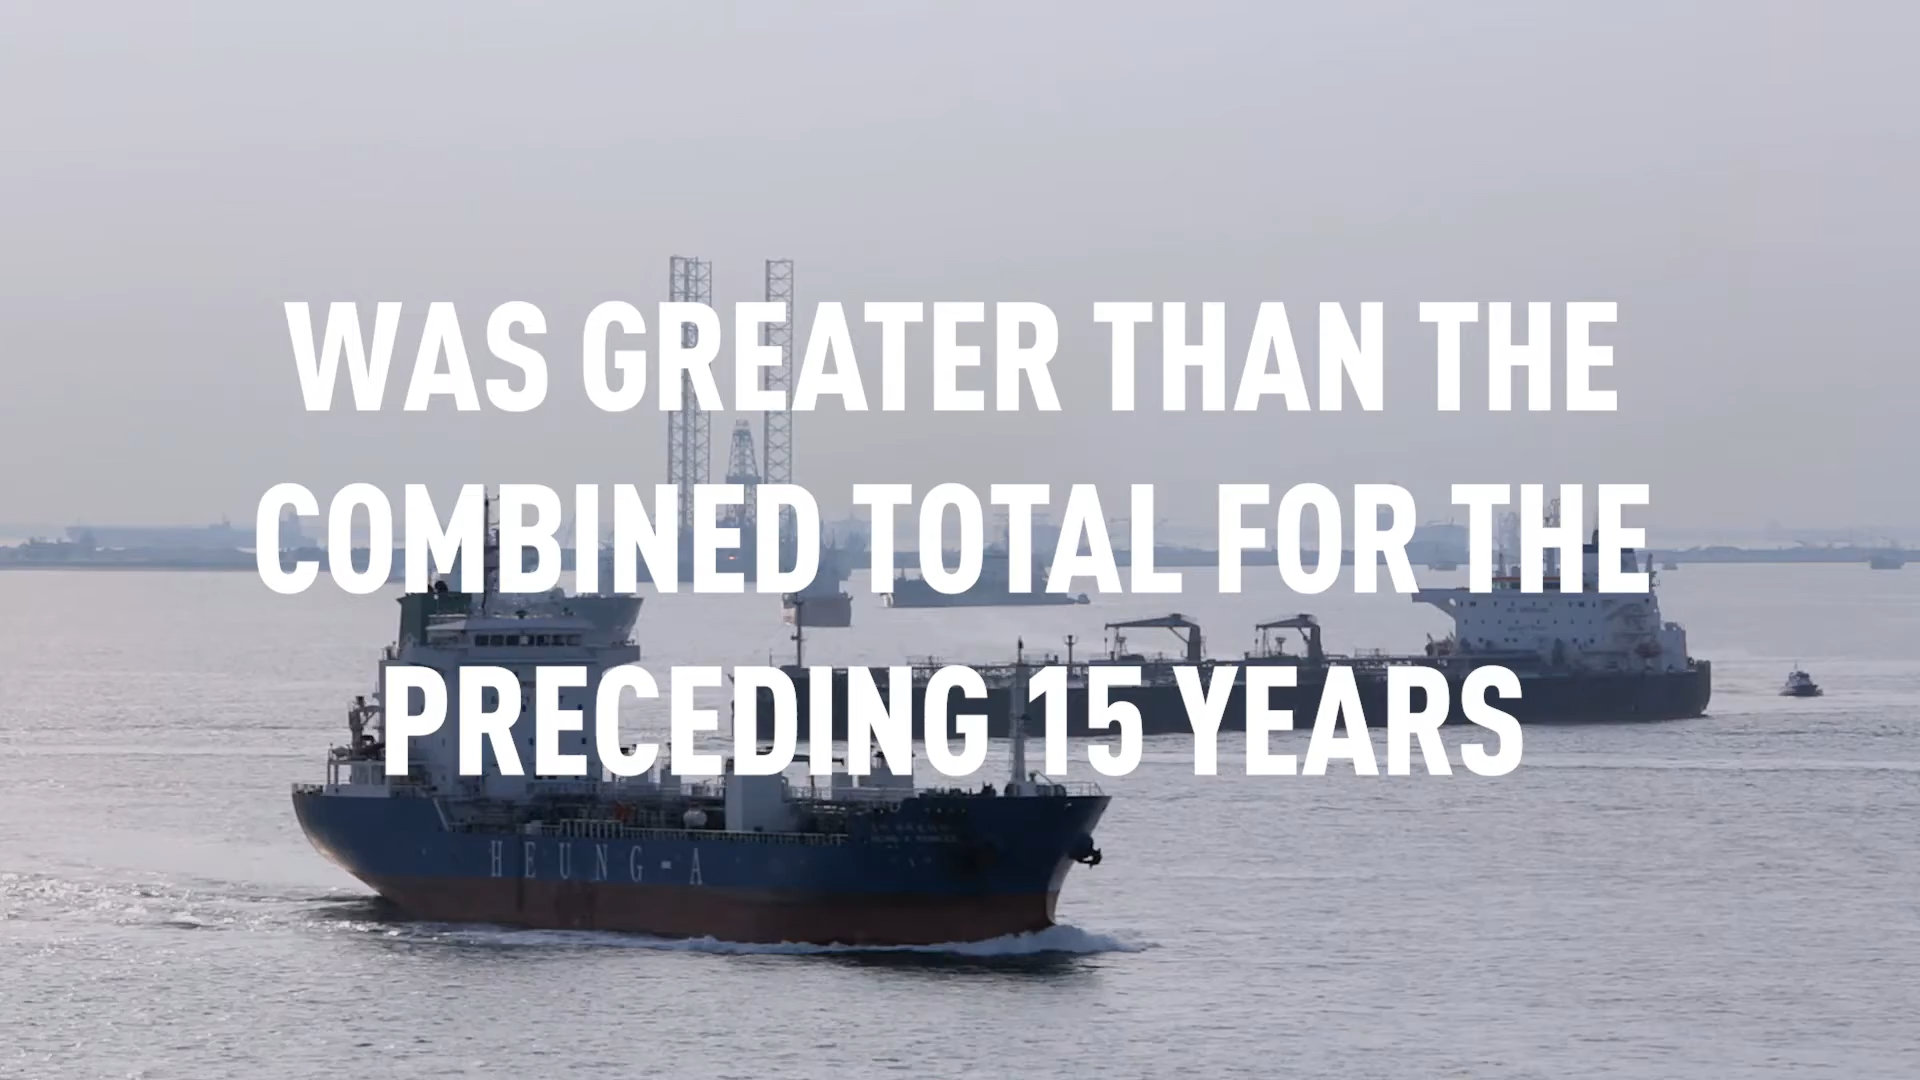 WAS GREATER THAN THE
COMBINED TOTAL FOR THE
PRECEDING 15 YEARS
HEUNG-A